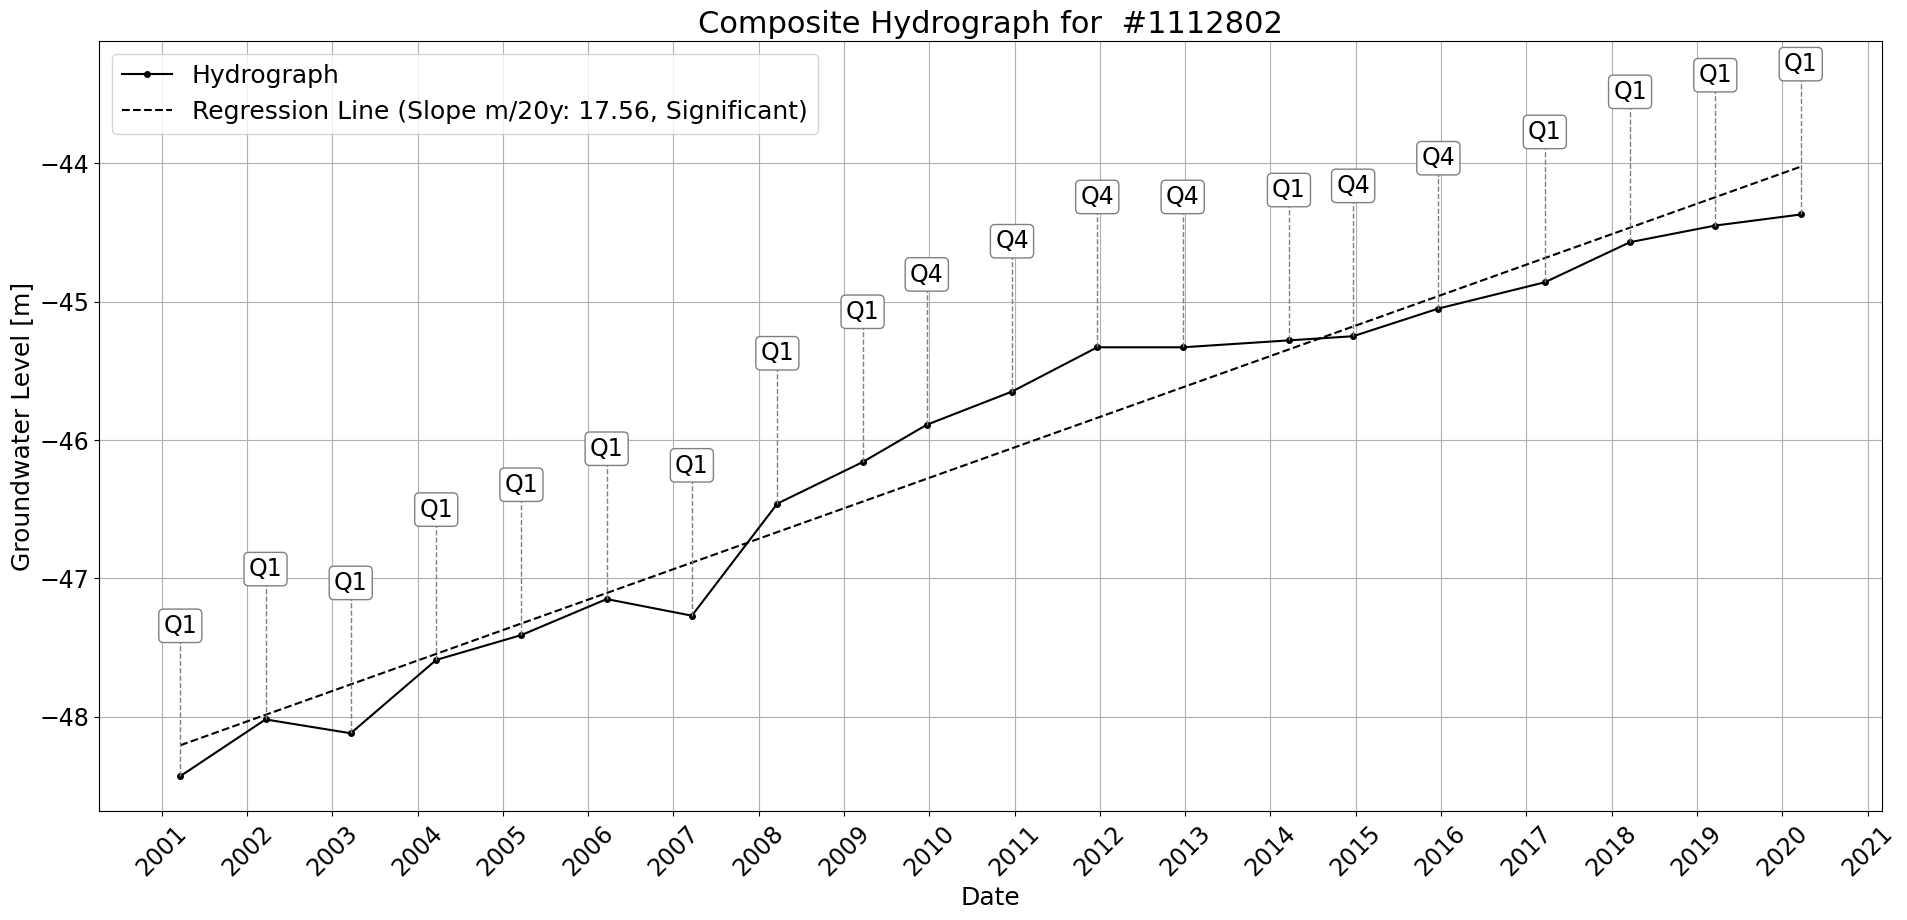 Composite Hydrograph for  #1112802
Hydrograph
Regression Line (Slope m/20y: 17.56, Significant)
Groundwater Level [m]
−44
−45
−46
−47
−48
Q1
Q1
Q1
Q1
Q1
Q1
Q1
Q1
Q1
Q4
Q4
Q4
Q4
Q1
Q4
Q4
Q1
Q1
Q1
Q1
2001
2002
2003
2004
2005
2006
2007
2008
2009
2010
2011
2012
2013
2014
2015
2016
2017
2018
2019
2020
2021
Date